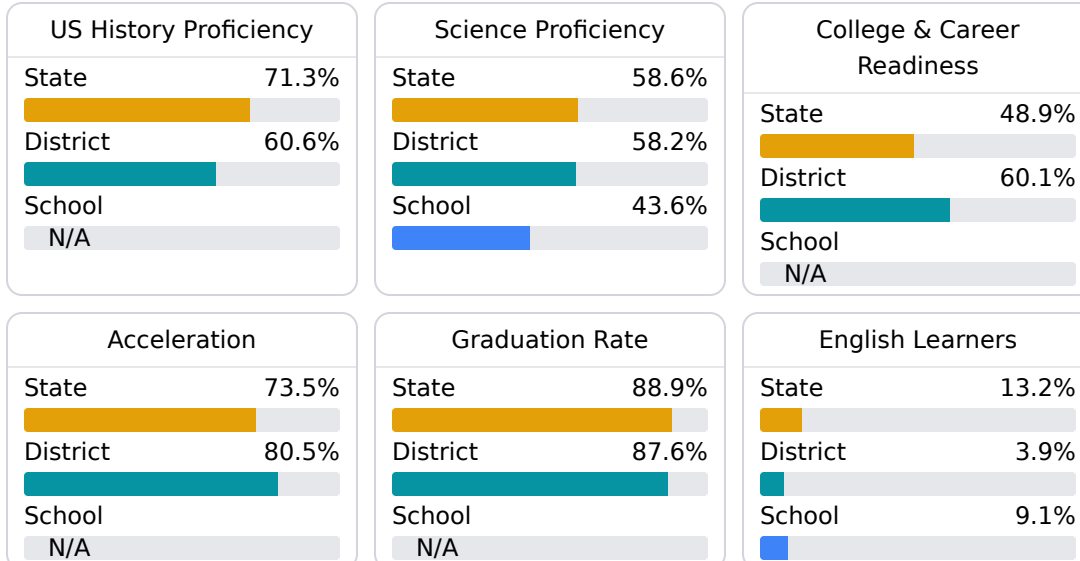 US History Proficiency
State 71.3%
District 60.6%
School
N/A
Science Proficiency
State 58.6%
District 58.2%
School 43.6%
College & Career
Readiness
State 48.9%
District 60.1%
School
N/A
Acceleration
State 73.5%
District 80.5%
School
N/A
Graduation Rate
State 88.9%
District 87.6%
School
N/A
English Learners
State 13.2%
District 3.9%
School 9.1%